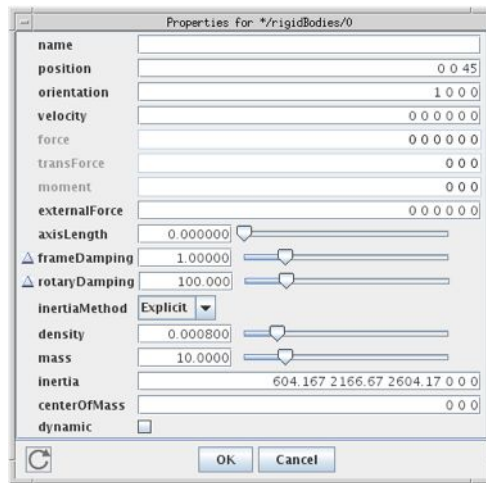 Properties for */rigidBodies/0
name
position 0 0 45
orientation 1 0 0 0
velocity 0 0 0 0 0 0
force 0 0 0 0 0 0
transForce 0 0 0
moment 0 0 0
externalForce 0 0 0 0 0 0
axisLength 0.000000
frameDamping 1.00000
rotaryDamping 100.000
inertiaMethod Explicit
density 0.000800
mass 10.0000
inertia 604.167 2166.67 2604.17 0 0 0
centerOfMass 0 0 0
dynamic
OK Cancel